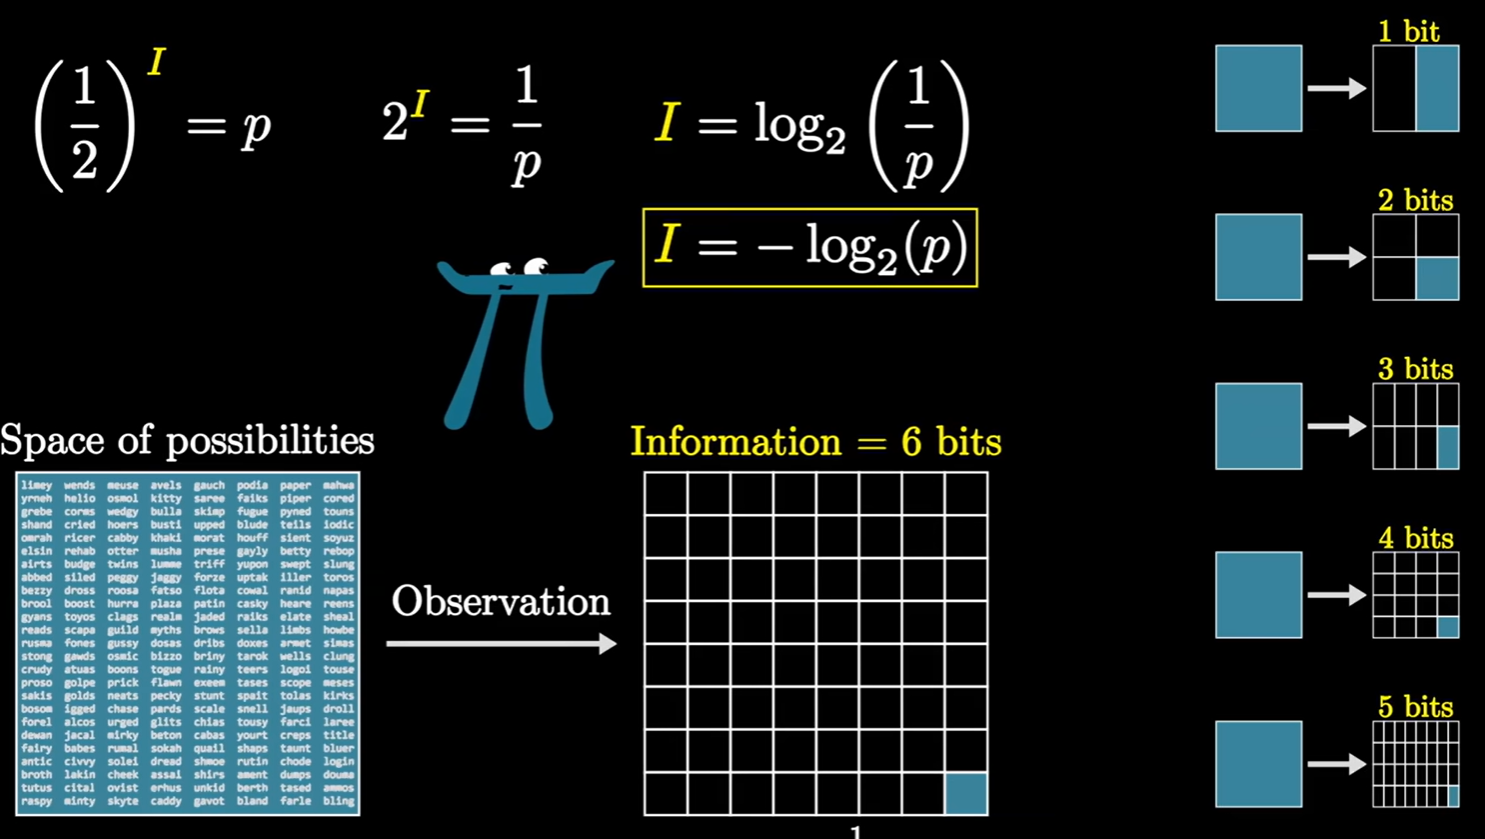 (1/2)^I = p
2^I = 1/p
I = log₂(1/p)
I = − log₂(p)
1 bit
2 bits
3 bits
4 bits
5 bits
Space of possibilities
limey wends meuse avels gauch podia paper mahwa
yrneh helio osmol kitty saree faiks piper cored
grebe corms wedgy bulla skimp fugue pyned touns
shand cried hoers busti upped blude teils iodic
omrah ricer cabby khaki morat houff sient soyuz
elsin rehab otter musha prese gayly betty rebop
airts budge twins lumme triff yupon swept slung
abbed siled peggy jaggy forze uptak iller toros
bezzy dross roosa fatso flota cowal ranid napas
brool boost hurra plaza patin casky heare reens
gyans toyos clags realm jaded raiks elate sheal
reads scapa guild myths brows sella limbs howbe
rusma fones gussy dosas dribs doxes armet simas
stong gawds osmic bizzo briny tarok wells clung
crudy atuas boons togue rainy teers logoi touse
proso golpe prick flawn exeem tases scope meses
sakis golds neats pecky stunt spait tolas kirks
bosom igged chase pards scale snell jaups droll
forel alcos urged glits chias tousy farci laree
dewan jacal mirky beton cabas yourt creps title
fairy babes rumal sokah quail shaps taunt bluer
antic civvy solei dread shmoe rutin chode login
broth lakin cheek assai shirs ament dumps douma
tutus cital ovist erhus unkid berth tased ammos
raspy minty skyte caddy gavot bland farle bling
Observation
Information = 6 bits
1